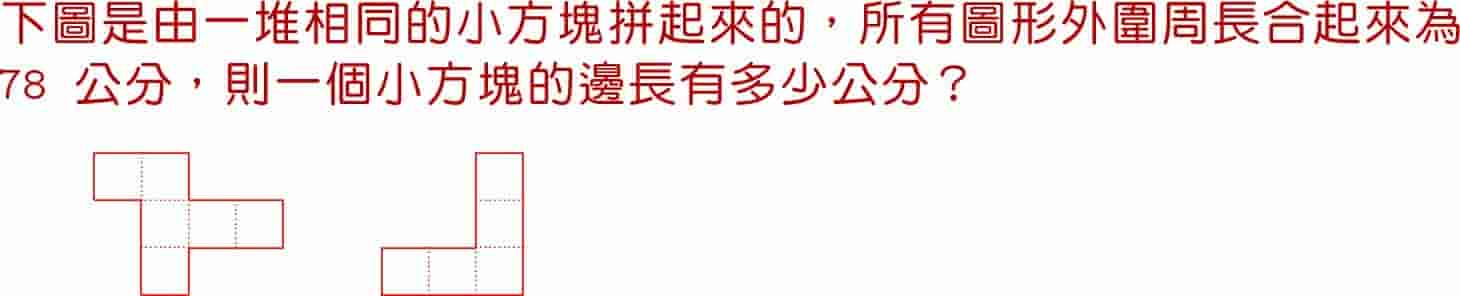 下圖是由一堆相同的小方塊拼起來的，所有圖形外圍周長合起來為
78 公分，則一個小方塊的邊長有多少公分？